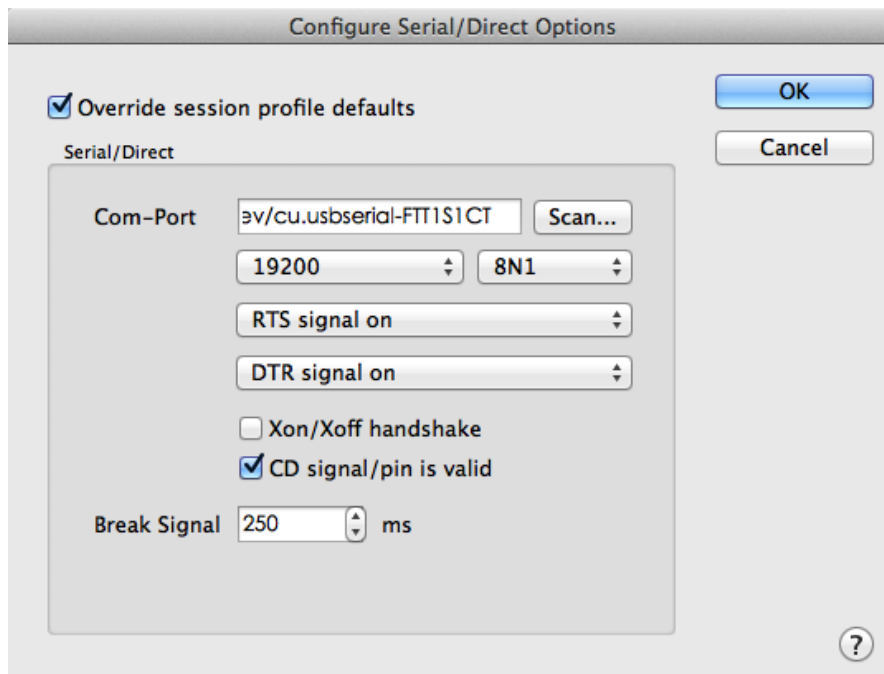 Configure Serial/Direct Options
Override session profile defaults
OK
Serial/Direct
Cancel
Com-Port ev/cu.usbserial-FTT1S1CT Scan...
19200 8N1
RTS signal on
DTR signal on
Xon/Xoff handshake
CD signal/pin is valid
Break Signal 250 ms
?